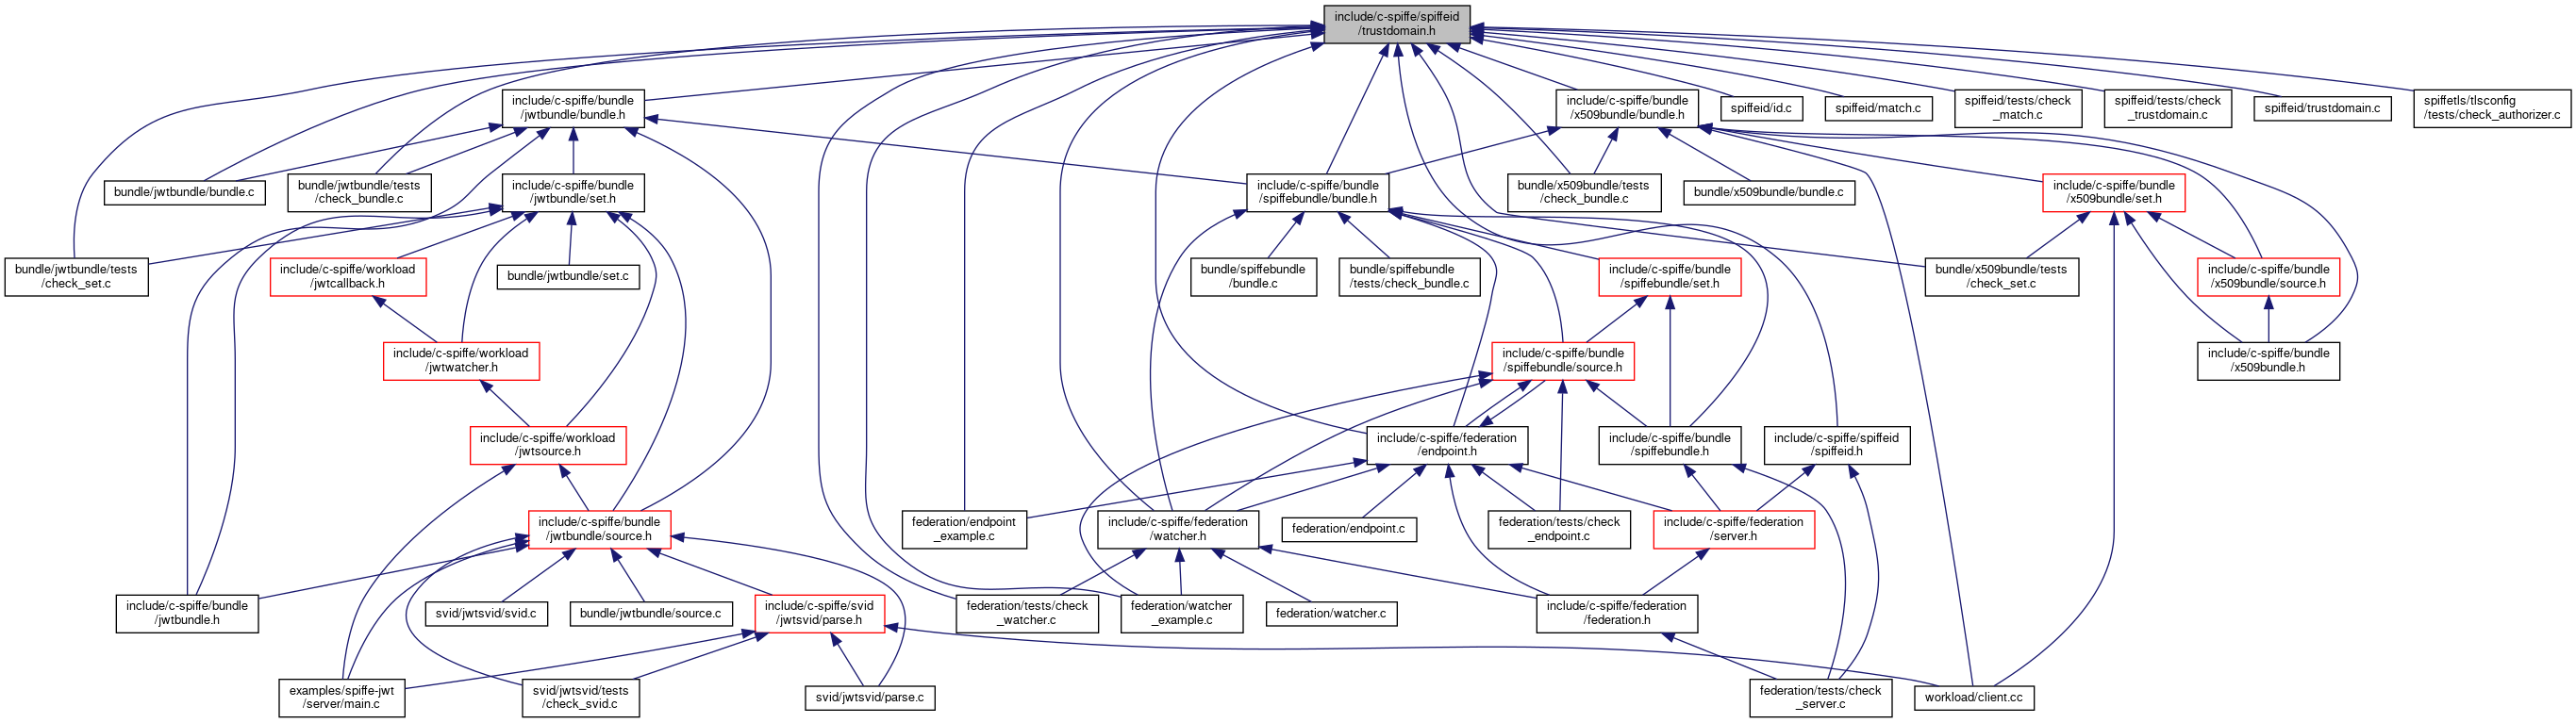 include/c-spiffe/spiffeid
/trustdomain.h
include/c-spiffe/bundle
/jwtbundle/bundle.h
include/c-spiffe/bundle
/x509bundle/bundle.h
spiffeid/id.c
spiffeid/match.c
spiffeid/tests/check
_match.c
spiffeid/tests/check
_trustdomain.c
spiffeid/trustdomain.c
spiffetls/tlsconfig
/tests/check_authorizer.c
bundle/jwtbundle/bundle.c
bundle/jwtbundle/tests
/check_bundle.c
include/c-spiffe/bundle
/jwtbundle/set.h
include/c-spiffe/bundle
/spiffebundle/bundle.h
bundle/x509bundle/tests
/check_bundle.c
bundle/x509bundle/bundle.c
include/c-spiffe/bundle
/x509bundle/set.h
bundle/jwtbundle/tests
/check_set.c
include/c-spiffe/workload
/jwtcallback.h
bundle/jwtbundle/set.c
bundle/spiffebundle
/bundle.c
bundle/spiffebundle
/tests/check_bundle.c
include/c-spiffe/bundle
/spiffebundle/set.h
bundle/x509bundle/tests
/check_set.c
include/c-spiffe/bundle
/x509bundle/source.h
include/c-spiffe/workload
/jwtwatcher.h
include/c-spiffe/bundle
/spiffebundle/source.h
include/c-spiffe/bundle
/x509bundle.h
include/c-spiffe/workload
/jwtsource.h
include/c-spiffe/federation
/endpoint.h
include/c-spiffe/bundle
/spiffebundle.h
include/c-spiffe/spiffeid
/spiffeid.h
include/c-spiffe/bundle
/jwtbundle/source.h
federation/endpoint
_example.c
include/c-spiffe/federation
/watcher.h
federation/endpoint.c
federation/tests/check
_endpoint.c
include/c-spiffe/federation
/server.h
include/c-spiffe/bundle
/jwtbundle.h
svid/jwtsvid/svid.c
bundle/jwtbundle/source.c
include/c-spiffe/svid
/jwtsvid/parse.h
federation/tests/check
_watcher.c
federation/watcher
_example.c
federation/watcher.c
include/c-spiffe/federation
/federation.h
examples/spiffe-jwt
/server/main.c
svid/jwtsvid/tests
/check_svid.c
svid/jwtsvid/parse.c
federation/tests/check
_server.c
workload/client.cc